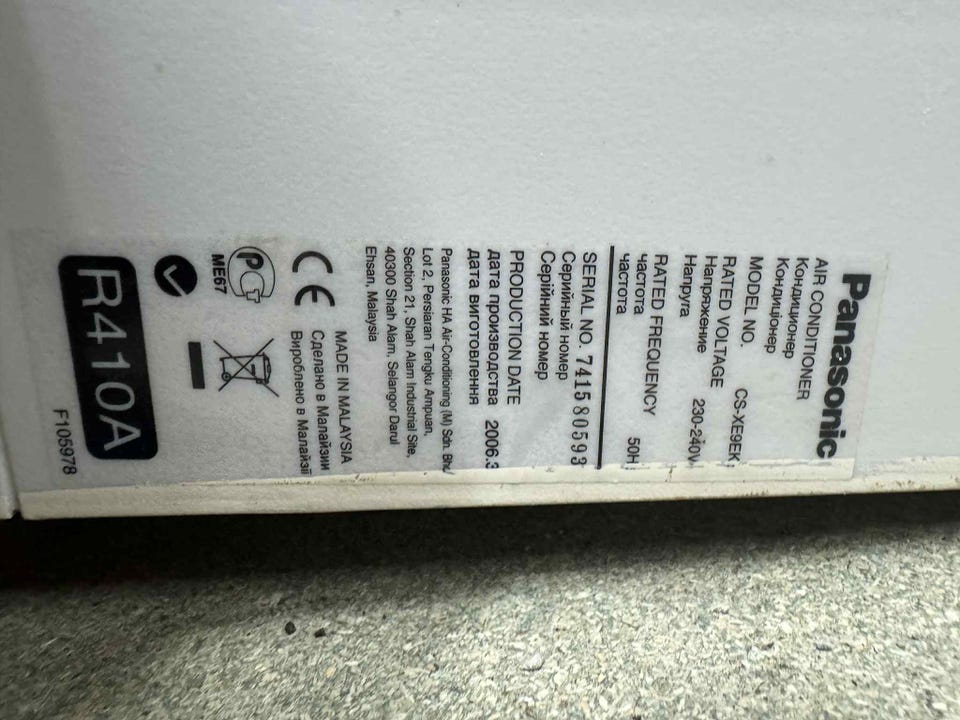 Panasonic
AIR CONDITIONER
Кондиционер
Кондиціонер
MODEL NO. CS-XE9EK
RATED VOLTAGE
Напряжение 230-240V
Напруга
RATED FREQUENCY
частота 50H
частота
SERIAL NO. 741580593
Серийный номер
Серійний номер
PRODUCTION DATE
дата производства 2006.3
дата виготовлення
Panasonic HA Air-Conditioning (M) Sdn. Bhd
Lot 2, Persiaran Tengku Ampuan,
Section 21, Shah Alam Industrial Site,
40300 Shah Alam, Selangor Darul
Ehsan, Malaysia
CE
MADE IN MALAYSIA
Сделано в Малайзии
Вироблено в Малайзії
РСТ
ME67
R410A
F105978